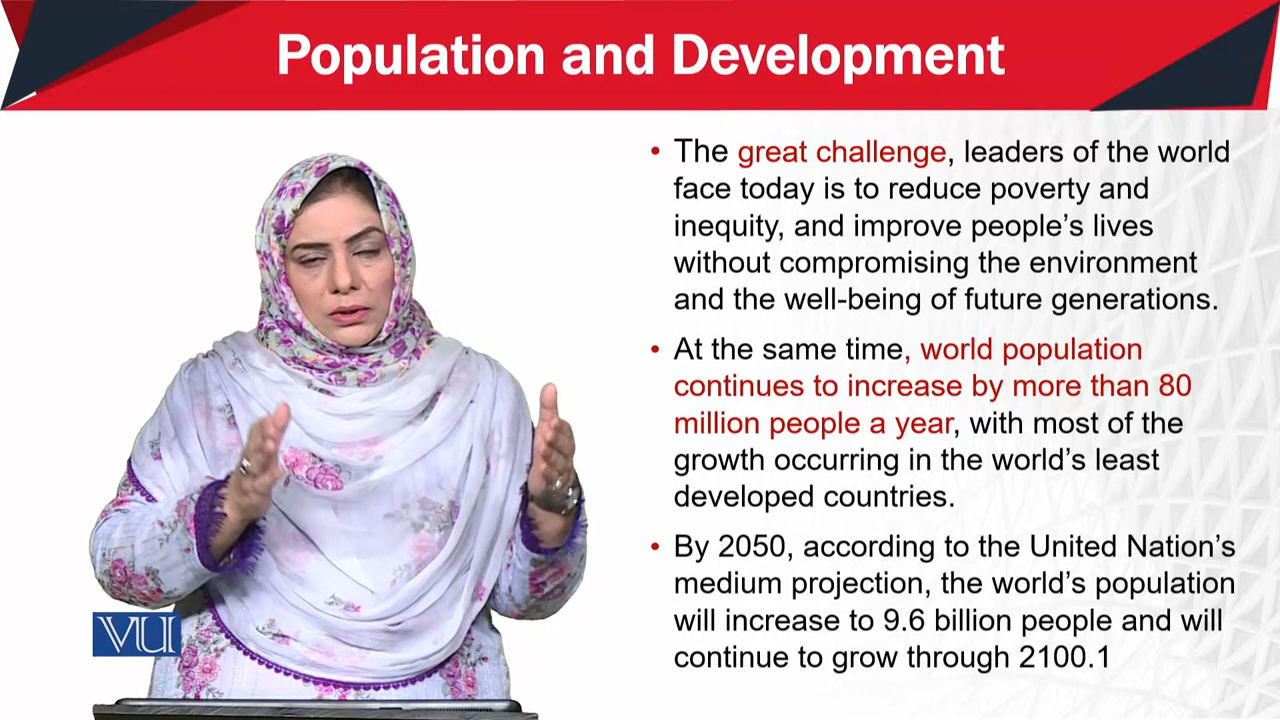 Population and Development
• The great challenge, leaders of the world
face today is to reduce poverty and
inequity, and improve people's lives
without compromising the environment
and the well-being of future generations.
• At the same time, world population
continues to increase by more than 80
million people a year, with most of the
growth occurring in the world's least
developed countries.
• By 2050, according to the United Nation's
medium projection, the world's population
will increase to 9.6 billion people and will
continue to grow through 2100.1
VU